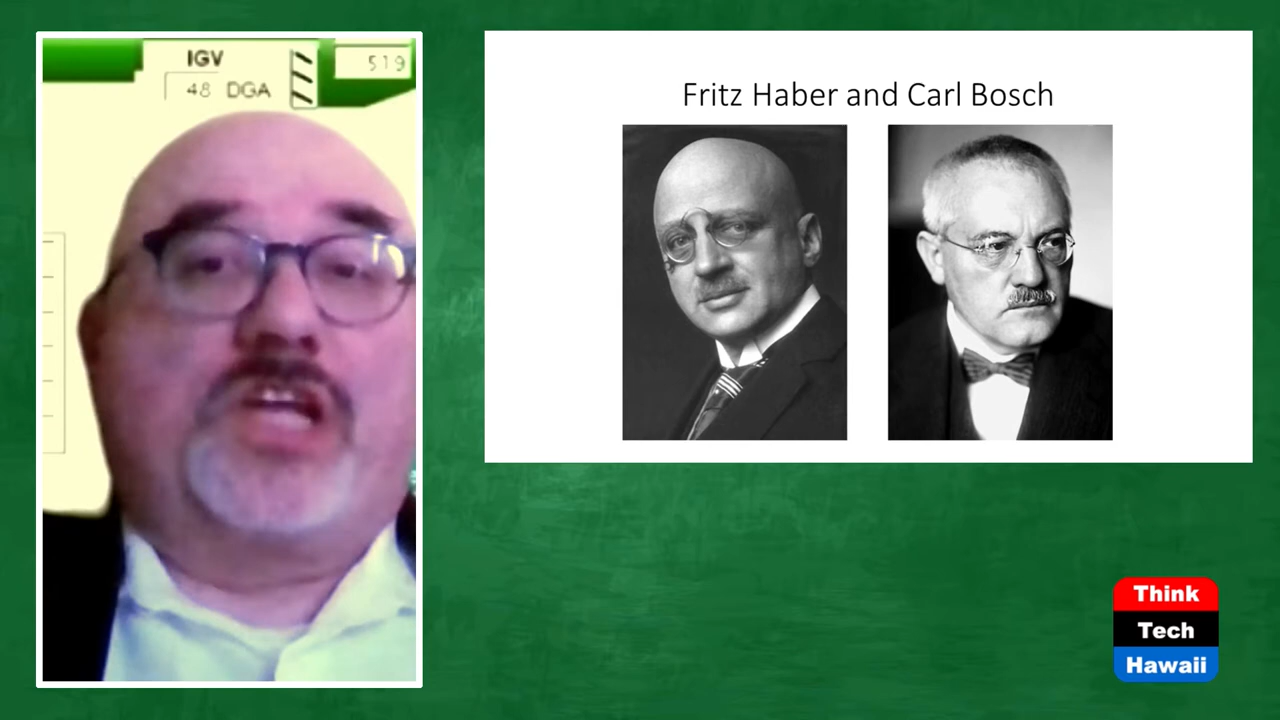 IGV
519
48 DGA
Fritz Haber and Carl Bosch
Think
Tech
Hawaii